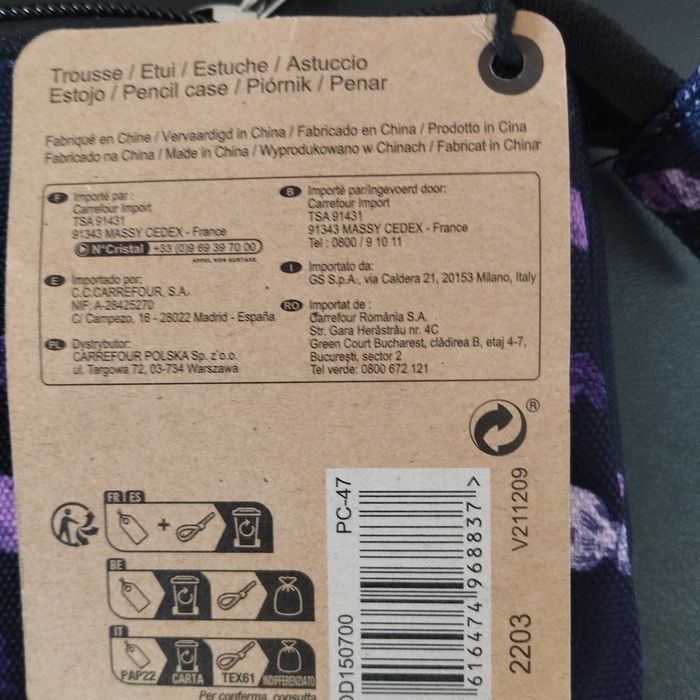 Trousse / Etui / Estuche / Astuccio
Estojo / Pencil case / Piórnik / Penar
Fabriqué en Chine / Vervaardigd in China / Fabricado en China / Prodotto in Cina
Fabricado na China / Made in China / Wyprodukowano w Chinach / Fabricat in China
F Importé par :
Carrefour Import
TSA 91431
91343 MASSY CEDEX - France
N°Cristal +33 (0)9 69 39 70 00
APPEL NON SURTAXÉ
E Importado por:
C.C.CARREFOUR, S.A.
NIF: A-28425270
C/ Campezo, 16 - 28022 Madrid - España
PL Dystrybutor:
CARREFOUR POLSKA Sp. z o.o.
ul. Targowa 72, 03-734 Warszawa
B Importé par/Ingevoerd door:
Carrefour Import
TSA 91431
91343 MASSY CEDEX - France
Tel : 0800 / 9 10 11
I Importato da:
GS S.p.A., via Caldera 21, 20153 Milano, Italy
RO Importat de :
Carrefour România S.A.
Str. Gara Herăstrău nr. 4C
Green Court Bucharest, clădirea B, etaj 4-7,
Bucureşti, sector 2
Tel verde: 0800 672 121
®
FR ES
+
BE
IT
PAP22 CARTA TEX61 INDIFFERENZIATO
Per conferma, consulta
DD150700 PC-47
616474 968837 >
2203 V211209